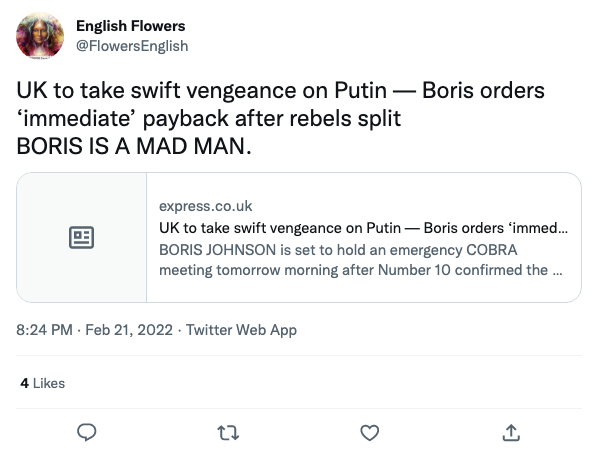 English Flowers
@FlowersEnglish
UK to take swift vengeance on Putin — Boris orders
‘immediate’ payback after rebels split
BORIS IS A MAD MAN.
express.co.uk
UK to take swift vengeance on Putin — Boris orders ‘immed...
BORIS JOHNSON is set to hold an emergency COBRA
meeting tomorrow morning after Number 10 confirmed the ...
8:24 PM · Feb 21, 2022 · Twitter Web App
4 Likes